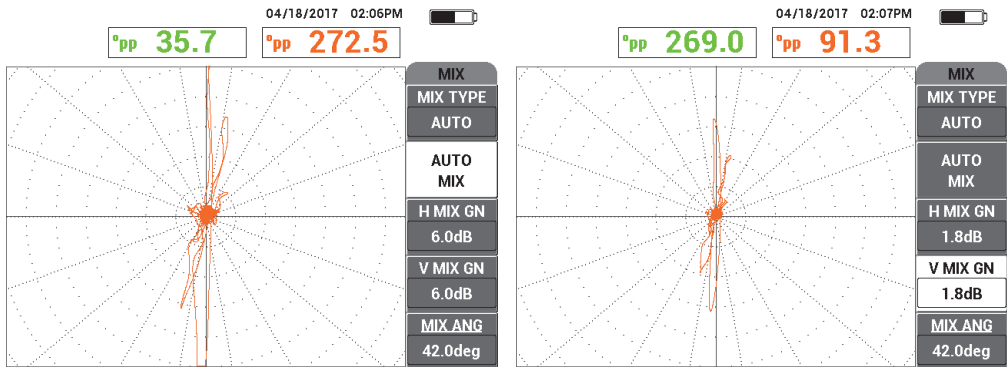 04/18/2017 02:06PM
°pp 35.7 °pp 272.5
MIX
MIX TYPE
AUTO
AUTO
MIX
H MIX GN
6.0dB
V MIX GN
6.0dB
MIX ANG
42.0deg
04/18/2017 02:07PM
°pp 269.0 °pp 91.3
MIX
MIX TYPE
AUTO
AUTO
MIX
H MIX GN
1.8dB
V MIX GN
1.8dB
MIX ANG
42.0deg